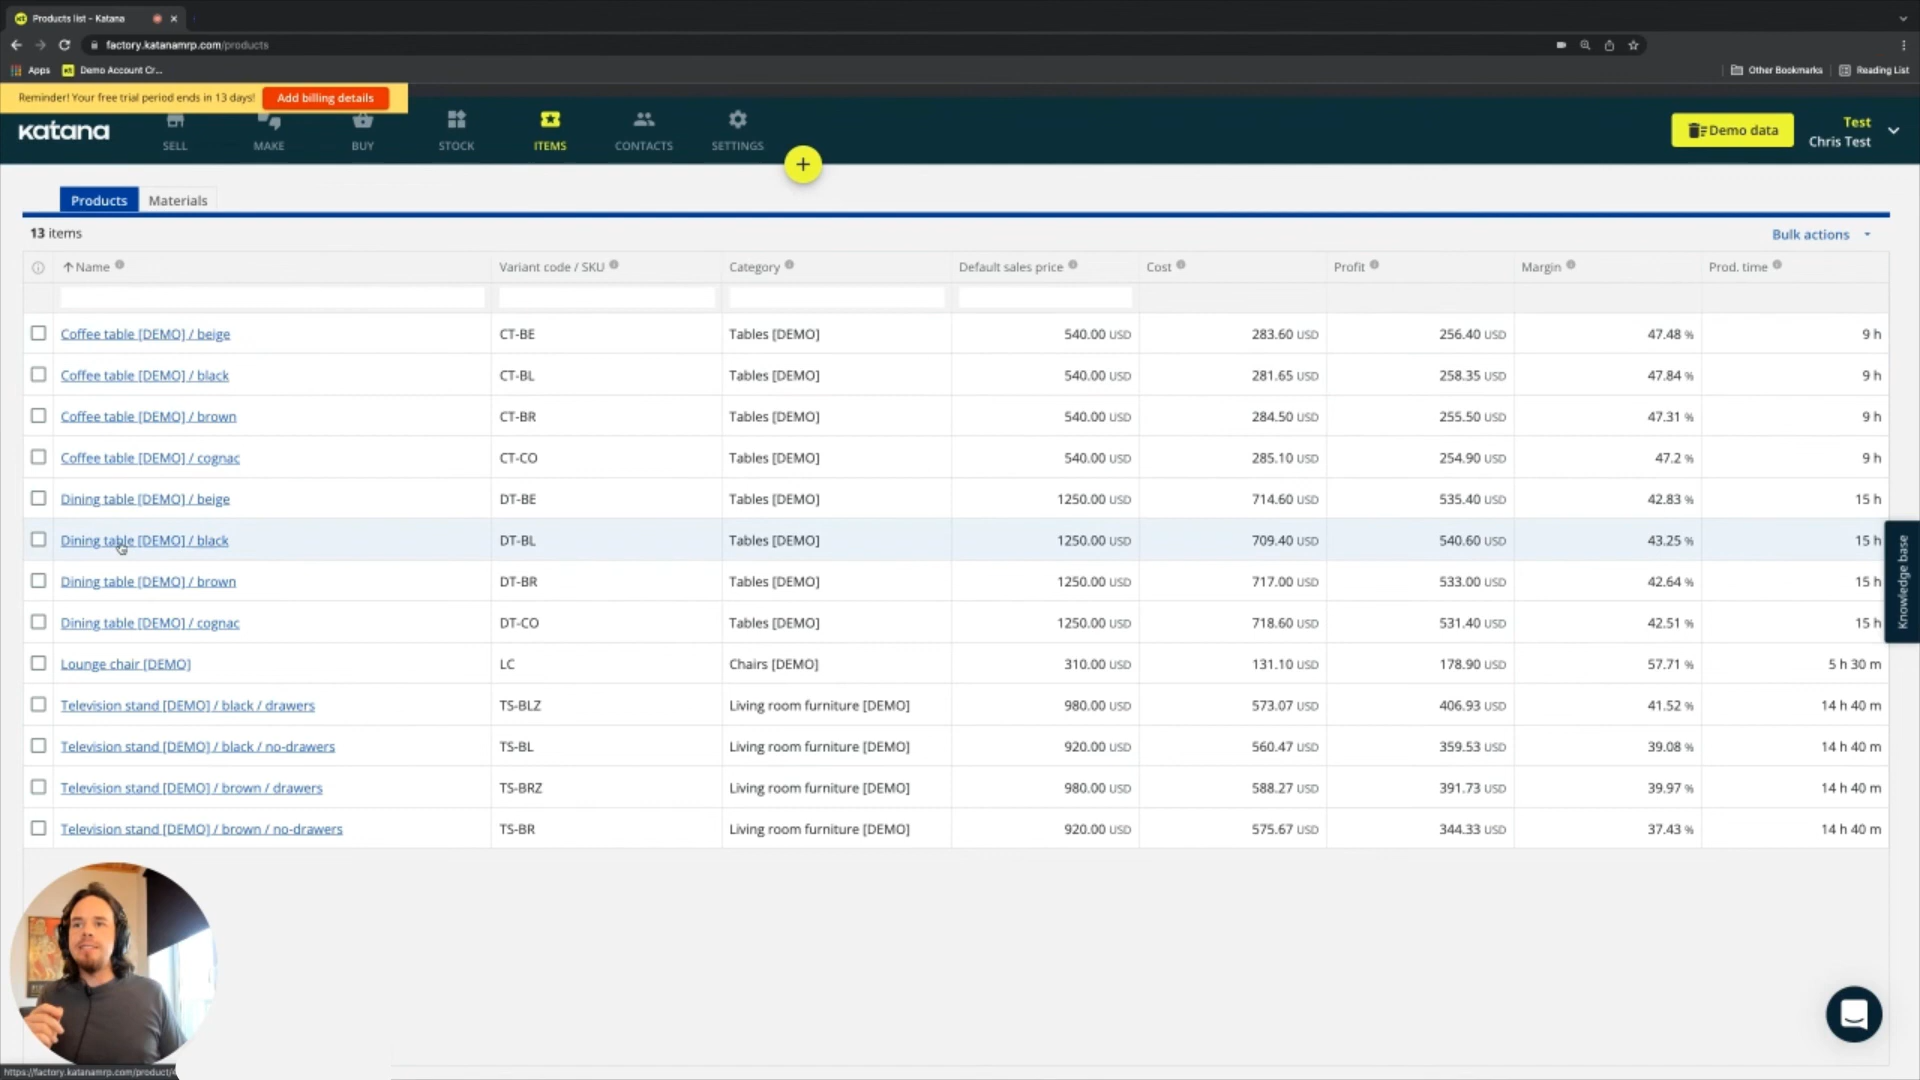 Products list - Katana
factory.katanamrp.com/products
Apps Demo Account Cr... Other Bookmarks Reading List
Reminder! Your free trial period ends in 13 days! Add billing details
katana SELL MAKE BUY STOCK ITEMS CONTACTS SETTINGS + Demo data Test
Chris Test
Products Materials
13 items Bulk actions
Name Variant code / SKU Category Default sales price Cost Profit Margin Prod. time
Coffee table [DEMO] / beige CT-BE Tables [DEMO] 540.00 USD 283.60 USD 256.40 USD 47.48 % 9 h
Coffee table [DEMO] / black CT-BL Tables [DEMO] 540.00 USD 281.65 USD 258.35 USD 47.84 % 9 h
Coffee table [DEMO] / brown CT-BR Tables [DEMO] 540.00 USD 284.50 USD 255.50 USD 47.31 % 9 h
Coffee table [DEMO] / cognac CT-CO Tables [DEMO] 540.00 USD 285.10 USD 254.90 USD 47.2 % 9 h
Dining table [DEMO] / beige DT-BE Tables [DEMO] 1250.00 USD 714.60 USD 535.40 USD 42.83 % 15 h
Dining table [DEMO] / black DT-BL Tables [DEMO] 1250.00 USD 709.40 USD 540.60 USD 43.25 % 15 h
Dining table [DEMO] / brown DT-BR Tables [DEMO] 1250.00 USD 717.00 USD 533.00 USD 42.64 % 15 h
Dining table [DEMO] / cognac DT-CO Tables [DEMO] 1250.00 USD 718.60 USD 531.40 USD 42.51 % 15 h
Lounge chair [DEMO] LC Chairs [DEMO] 310.00 USD 131.10 USD 178.90 USD 57.71 % 5 h 30 m
Television stand [DEMO] / black / drawers TS-BLZ Living room furniture [DEMO] 980.00 USD 573.07 USD 406.93 USD 41.52 % 14 h 40 m
Television stand [DEMO] / black / no-drawers TS-BL Living room furniture [DEMO] 920.00 USD 560.47 USD 359.53 USD 39.08 % 14 h 40 m
Television stand [DEMO] / brown / drawers TS-BRZ Living room furniture [DEMO] 980.00 USD 588.27 USD 391.73 USD 39.97 % 14 h 40 m
Television stand [DEMO] / brown / no-drawers TS-BR Living room furniture [DEMO] 920.00 USD 575.67 USD 344.33 USD 37.43 % 14 h 40 m
Knowledge base
https://factory.katanamrp.com/product/